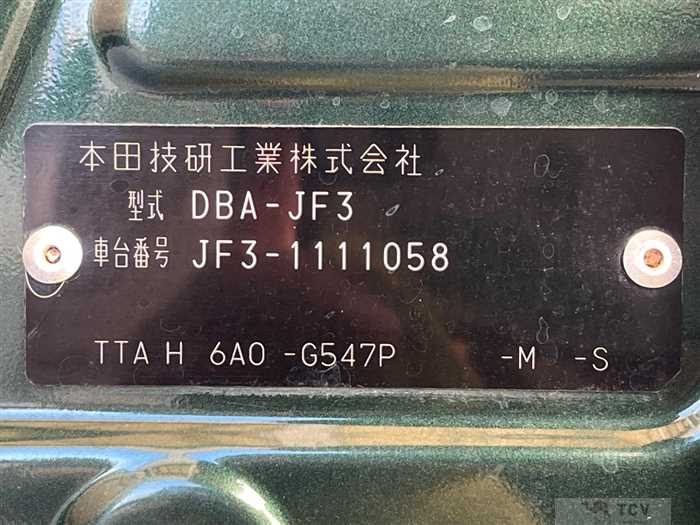 本田技研工業株式会社
型式 DBA-JF3
車台番号 JF3-1111058
TTA H 6A0 -G547P -M -S
TCV